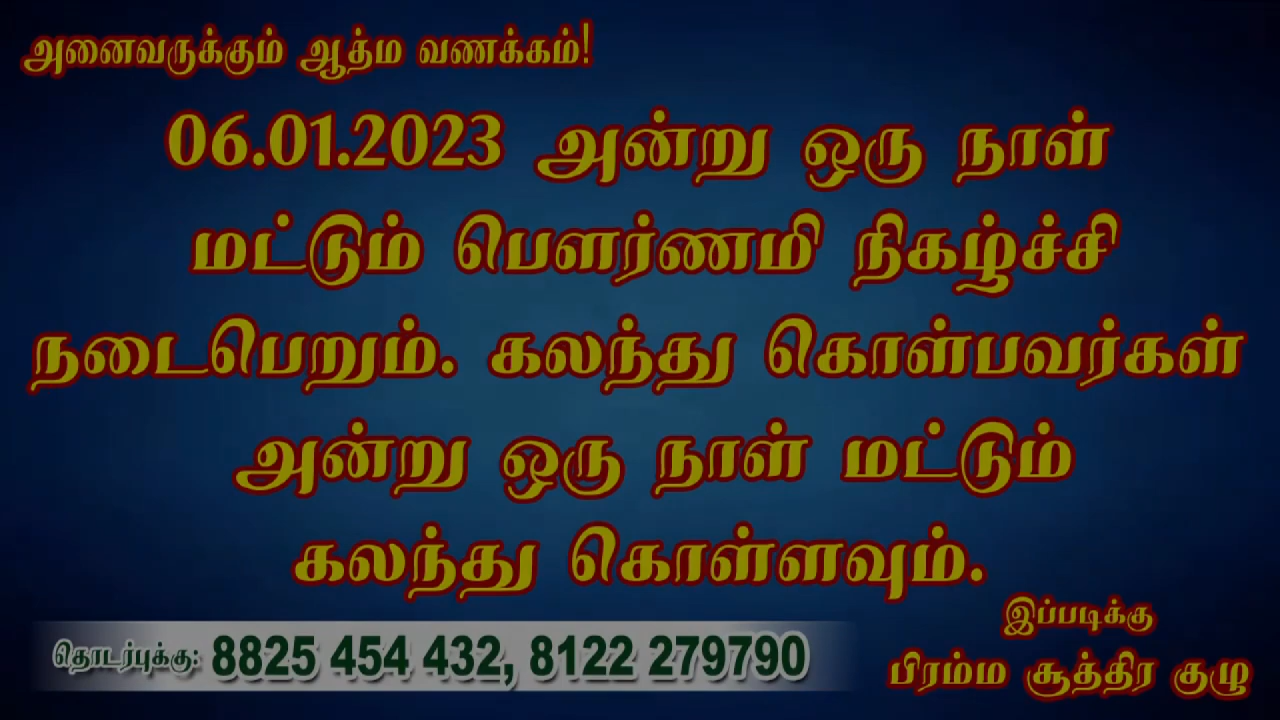 அனைவருக்கும் ஆத்ம வணக்கம்!
06.01.2023 அன்று ஒரு நாள்
மட்டும் பௌர்ணமி நிகழ்ச்சி
நடைபெறும். கலந்து கொள்பவர்கள்
அன்று ஒரு நாள் மட்டும்
கலந்து கொள்ளவும்.
இப்படிக்கு
தொடர்புக்கு: 8825 454 432, 8122 279790
பிரம்ம சூத்திர குழு